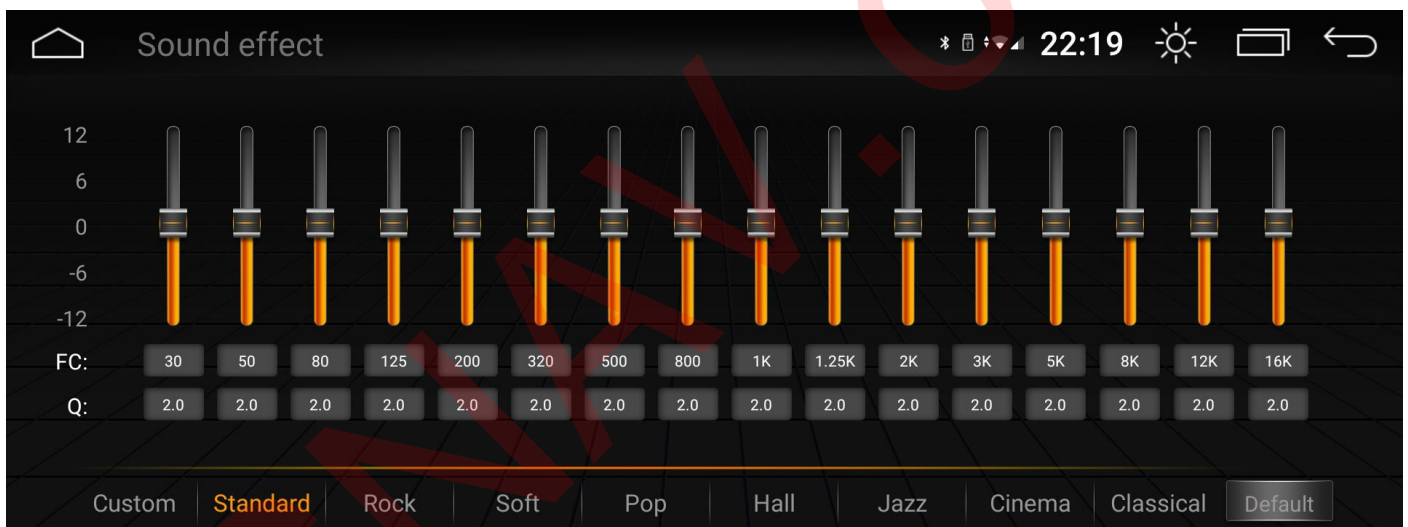 Sound effect 22:19
12
6
0
-6
-12
FC: 30 50 80 125 200 320 500 800 1K 1.25K 2K 3K 5K 8K 12K 16K
Q: 2.0 2.0 2.0 2.0 2.0 2.0 2.0 2.0 2.0 2.0 2.0 2.0 2.0 2.0 2.0 2.0
Custom Standard Rock Soft Pop Hall Jazz Cinema Classical Default